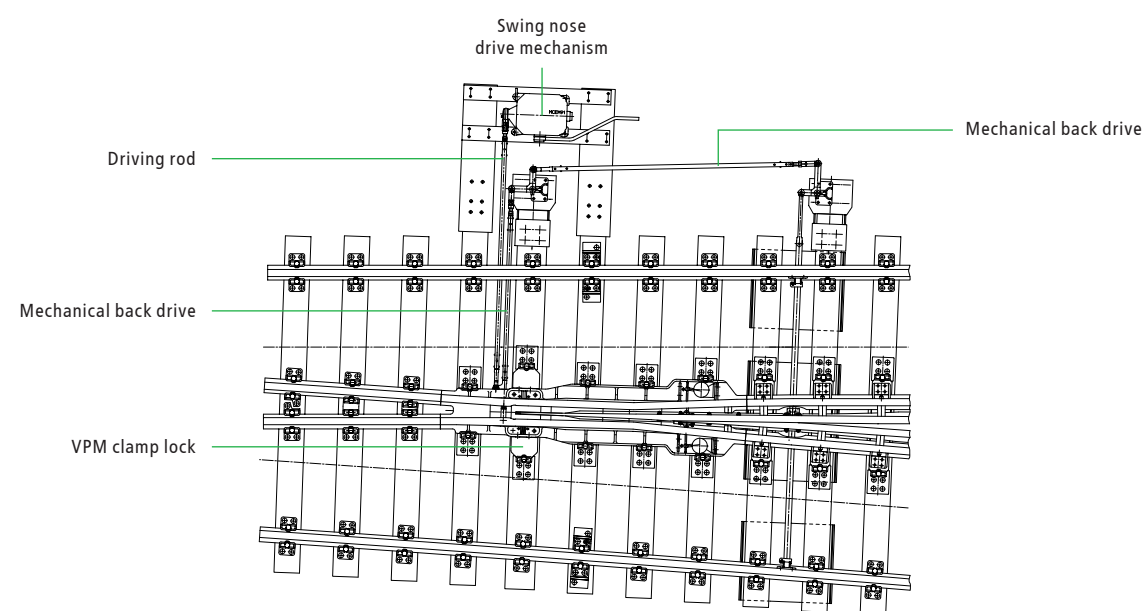 Swing nose
drive mechanism
Mechanical back drive
Driving rod
Mechanical back drive
VPM clamp lock